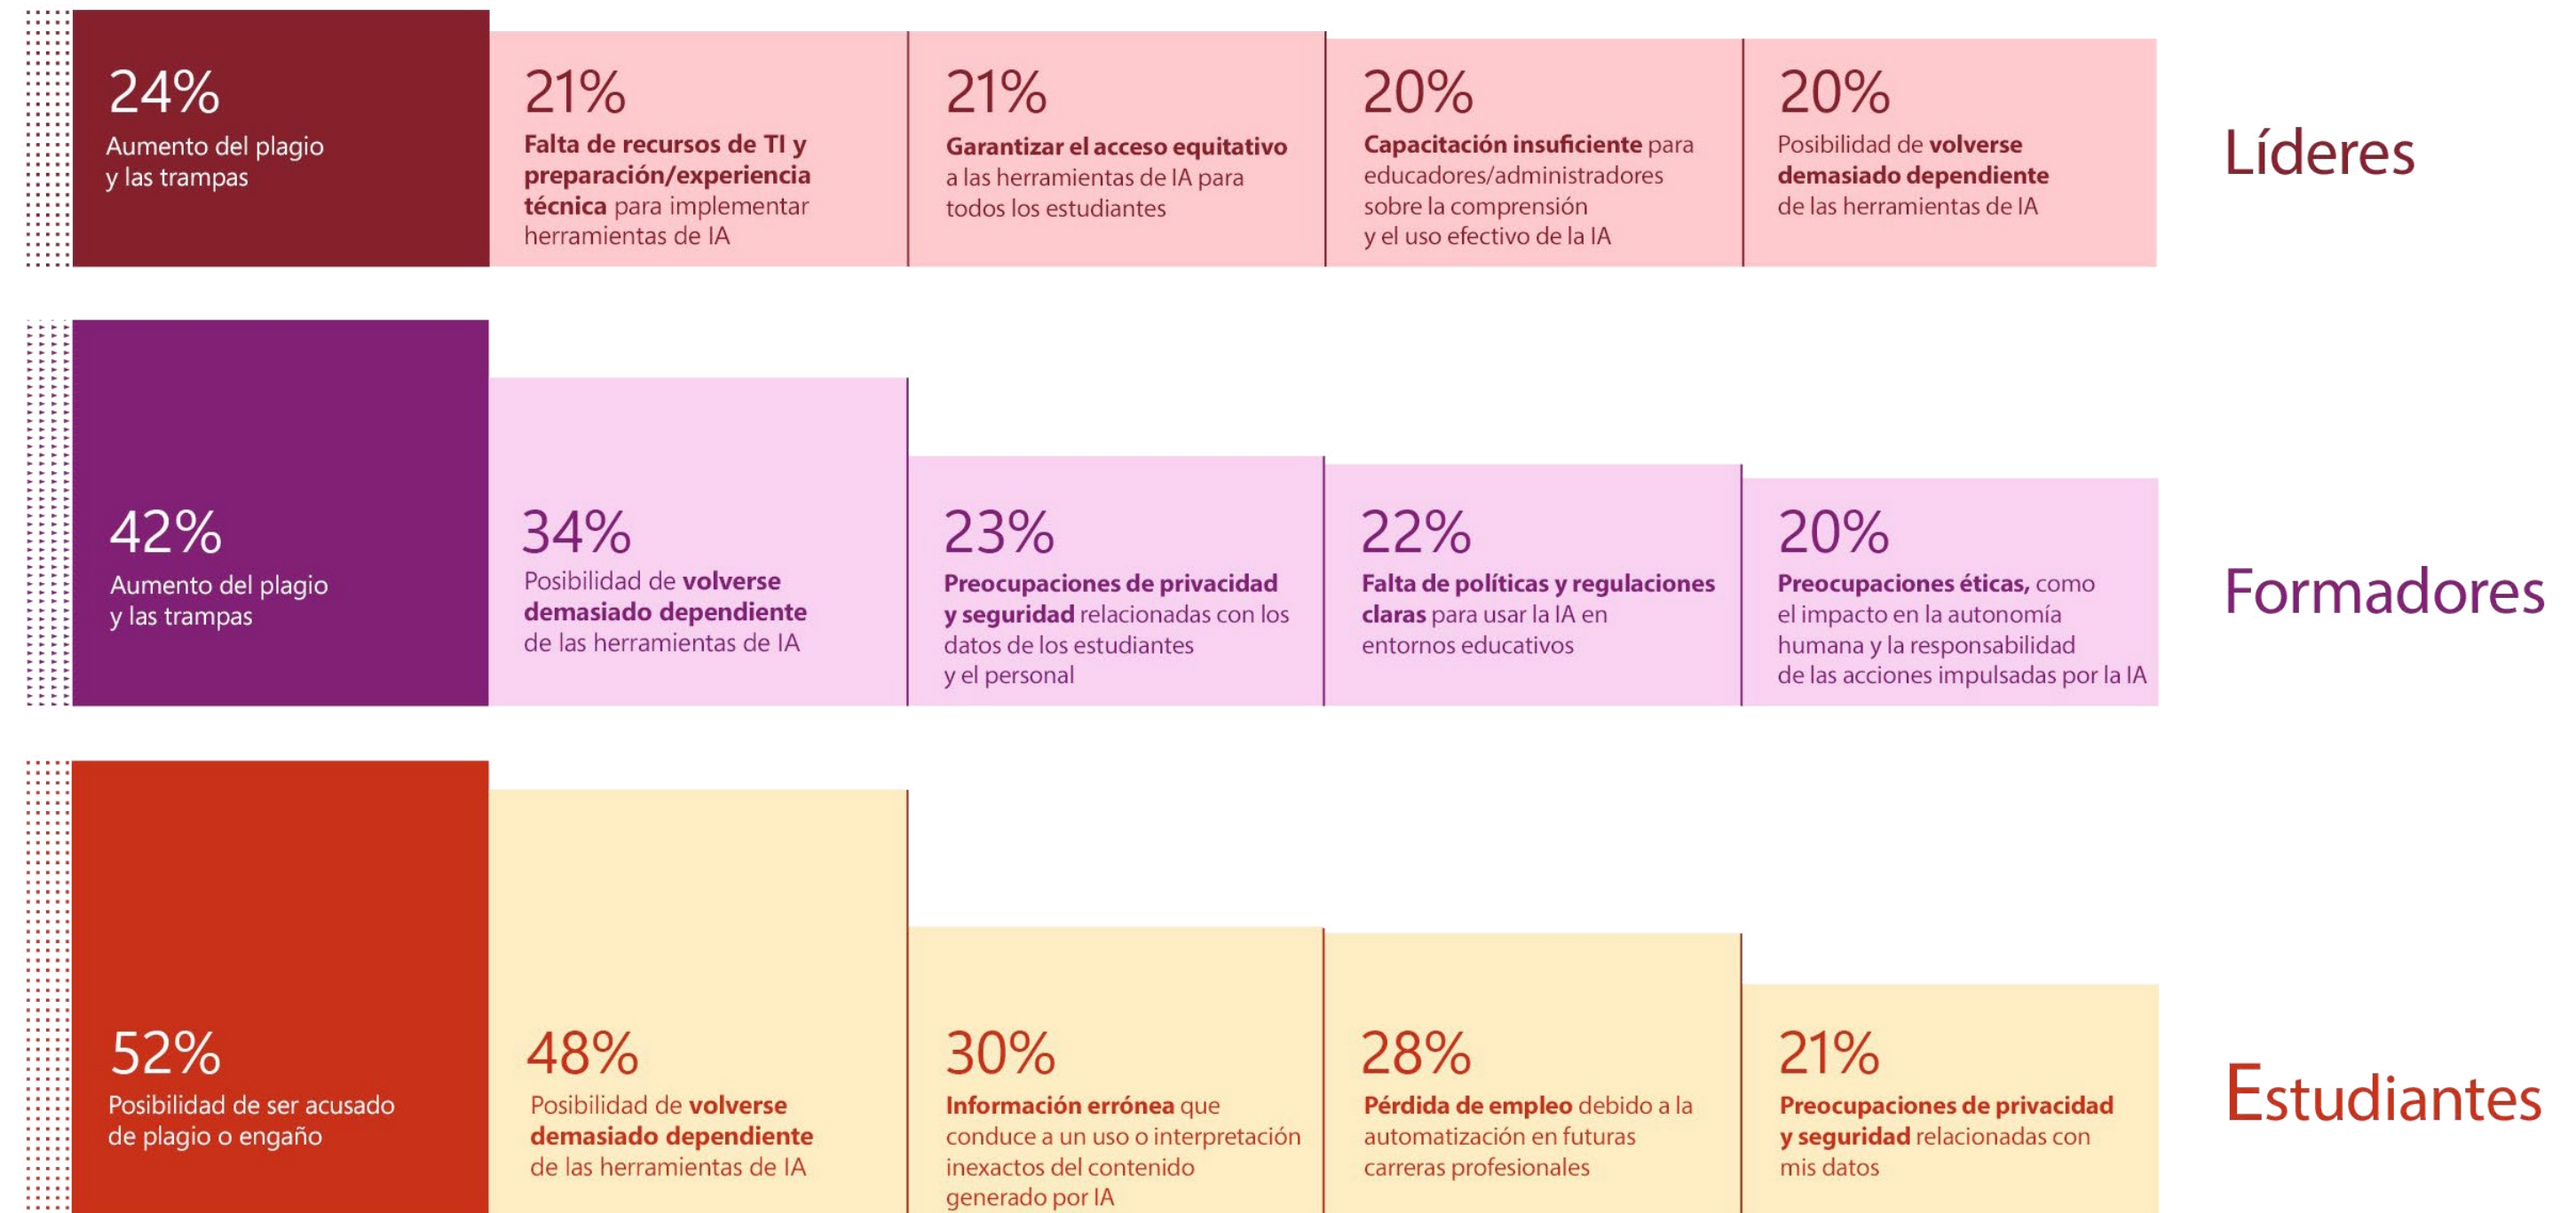 24%
Aumento del plagio
y las trampas
21%
Falta de recursos de TI y
preparación/experiencia
técnica para implementar
herramientas de IA
21%
Garantizar el acceso equitativo
a las herramientas de IA para
todos los estudiantes
20%
Capacitación insuficiente para
educadores/administradores
sobre la comprensión
y el uso efectivo de la IA
20%
Posibilidad de volverse
demasiado dependiente
de las herramientas de IA
Líderes
42%
Aumento del plagio
y las trampas
34%
Posibilidad de volverse
demasiado dependiente
de las herramientas de IA
23%
Preocupaciones de privacidad
y seguridad relacionadas con los
datos de los estudiantes
y el personal
22%
Falta de políticas y regulaciones
claras para usar la IA en
entornos educativos
20%
Preocupaciones éticas, como
el impacto en la autonomía
humana y la responsabilidad
de las acciones impulsadas por la IA
Formadores
52%
Posibilidad de ser acusado
de plagio o engaño
48%
Posibilidad de volverse
demasiado dependiente
de las herramientas de IA
30%
Información errónea que
conduce a un uso o interpretación
inexactos del contenido
generado por IA
28%
Pérdida de empleo debido a la
automatización en futuras
carreras profesionales
21%
Preocupaciones de privacidad
y seguridad relacionadas con
mis datos
Estudiantes